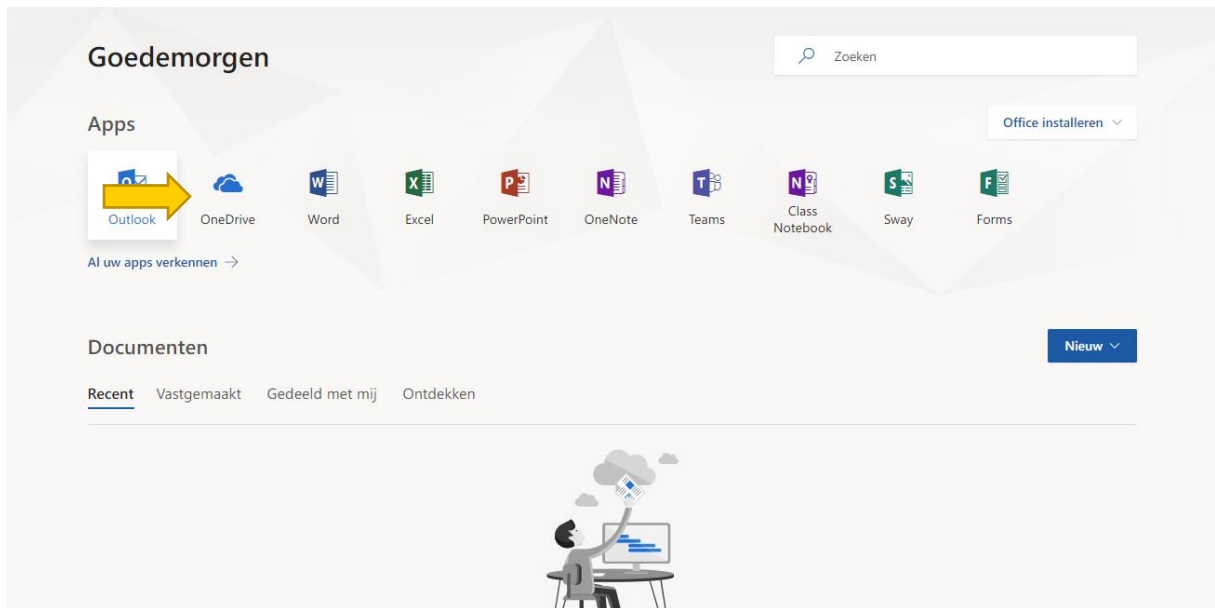 Goedemorgen
Zoeken
Apps
Office installeren
Outlook
OneDrive
Word
Excel
PowerPoint
OneNote
Teams
Class
Notebook
Sway
Forms
Al uw apps verkennen →
Documenten
Nieuw
Recent Vastgemaakt Gedeeld met mij Ontdekken